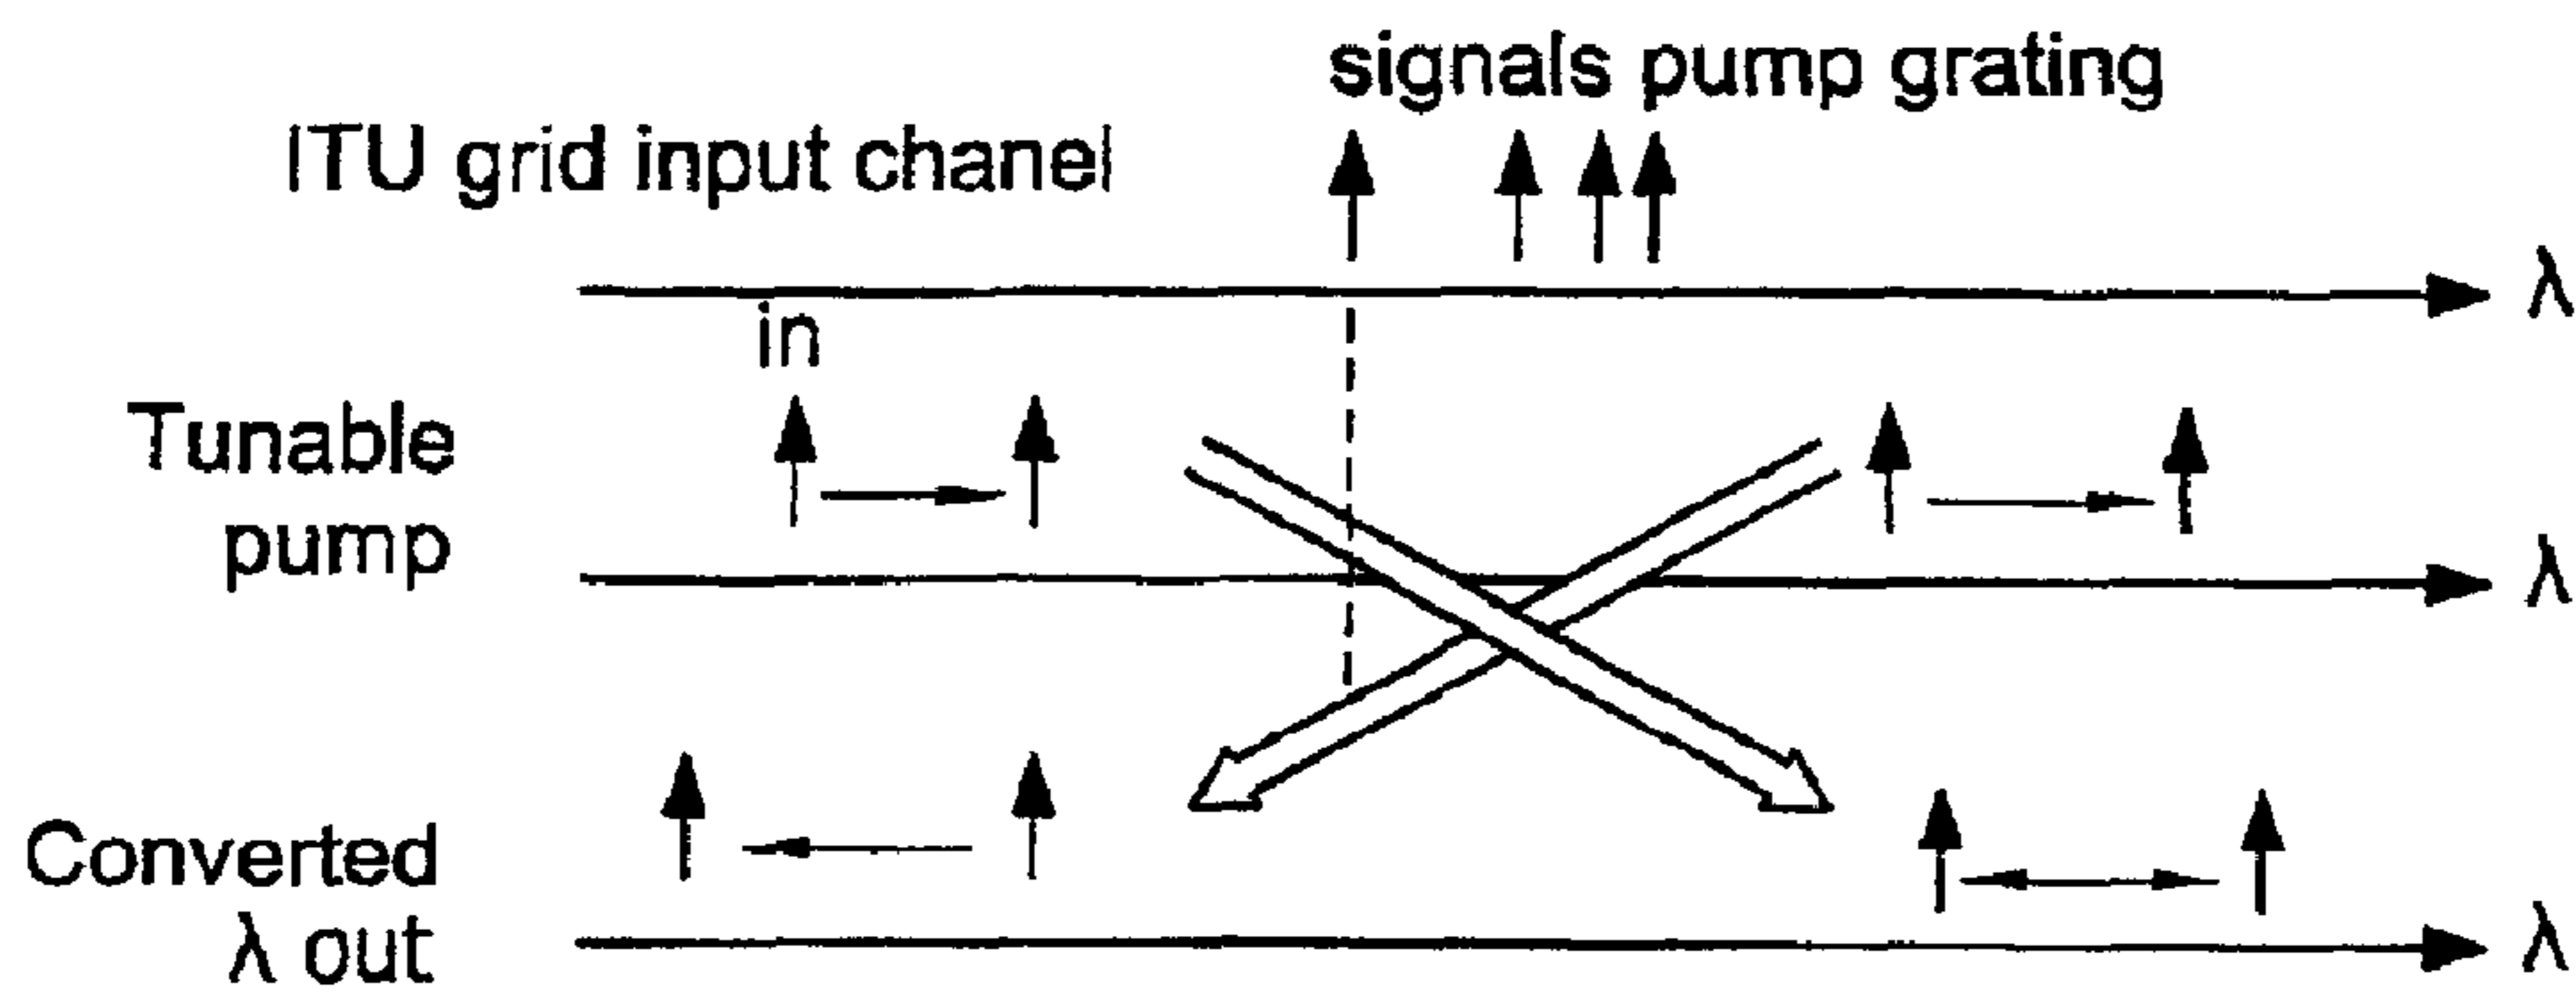 signals pump grating
ITU grid input chanel
λ
in
Tunable
pump
λ
Converted
λ out
λ